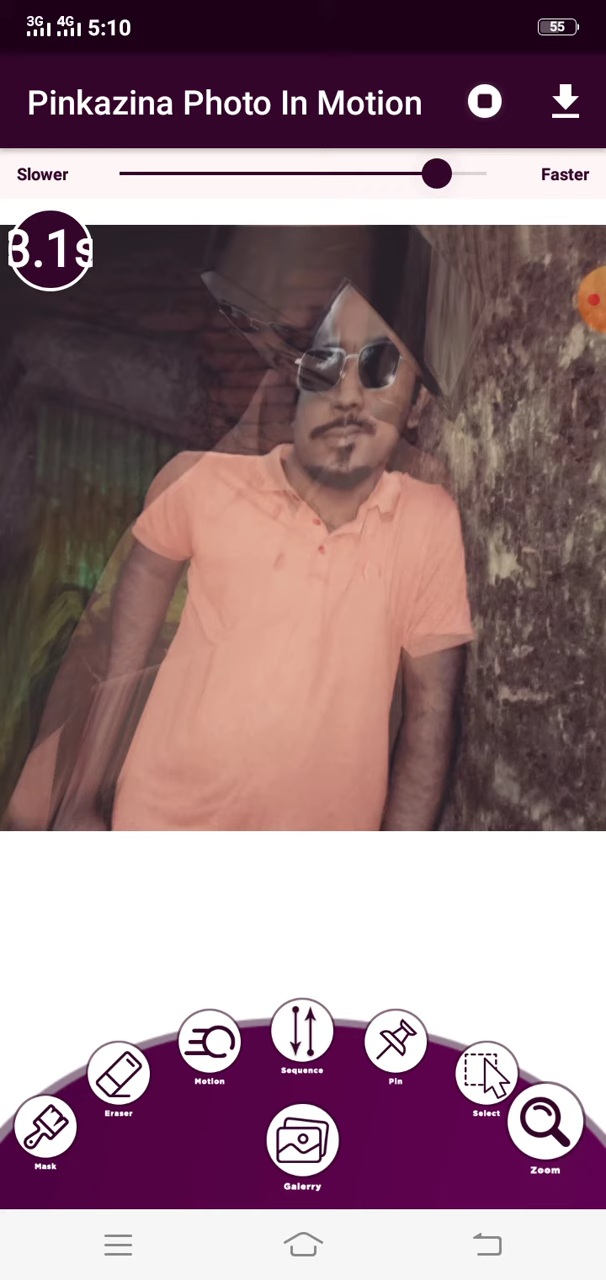 3G 4G 5:10 55
Pinkazina Photo In Motion
Slower Faster
3.1s
Sequence
Motion Pin
Eraser Select
Mask Zoom
Galerry